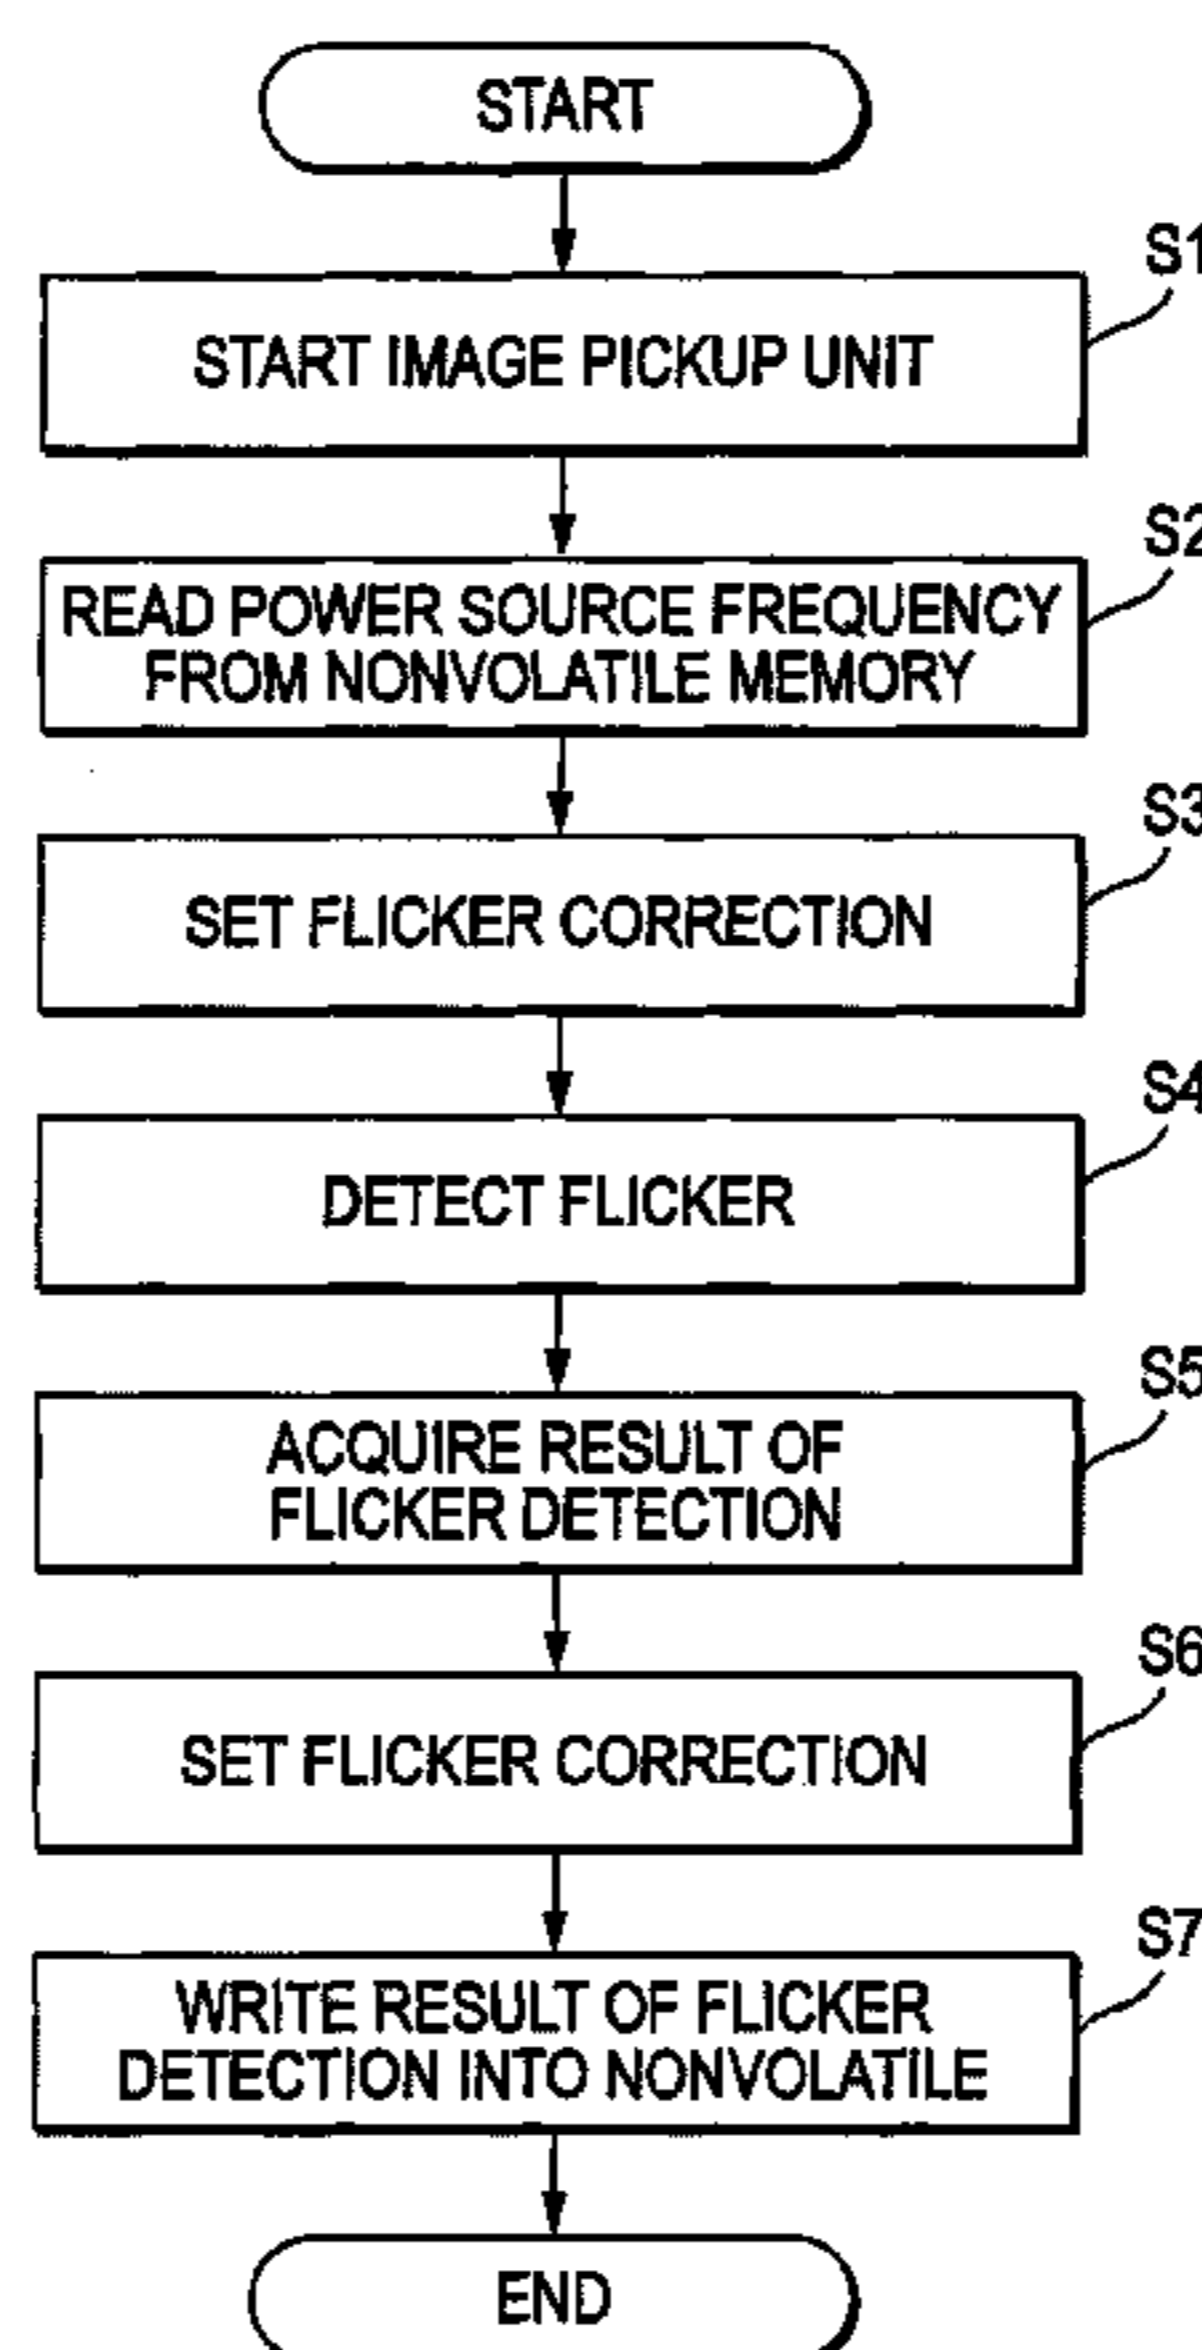 START
S1
START IMAGE PICKUP UNIT
S2
READ POWER SOURCE FREQUENCY
FROM NONVOLATILE MEMORY
S3
SET FLICKER CORRECTION
S4
DETECT FLICKER
S5
ACQUIRE RESULT OF
FLICKER DETECTION
S6
SET FLICKER CORRECTION
S7
WRITE RESULT OF FLICKER
DETECTION INTO NONVOLATILE
END